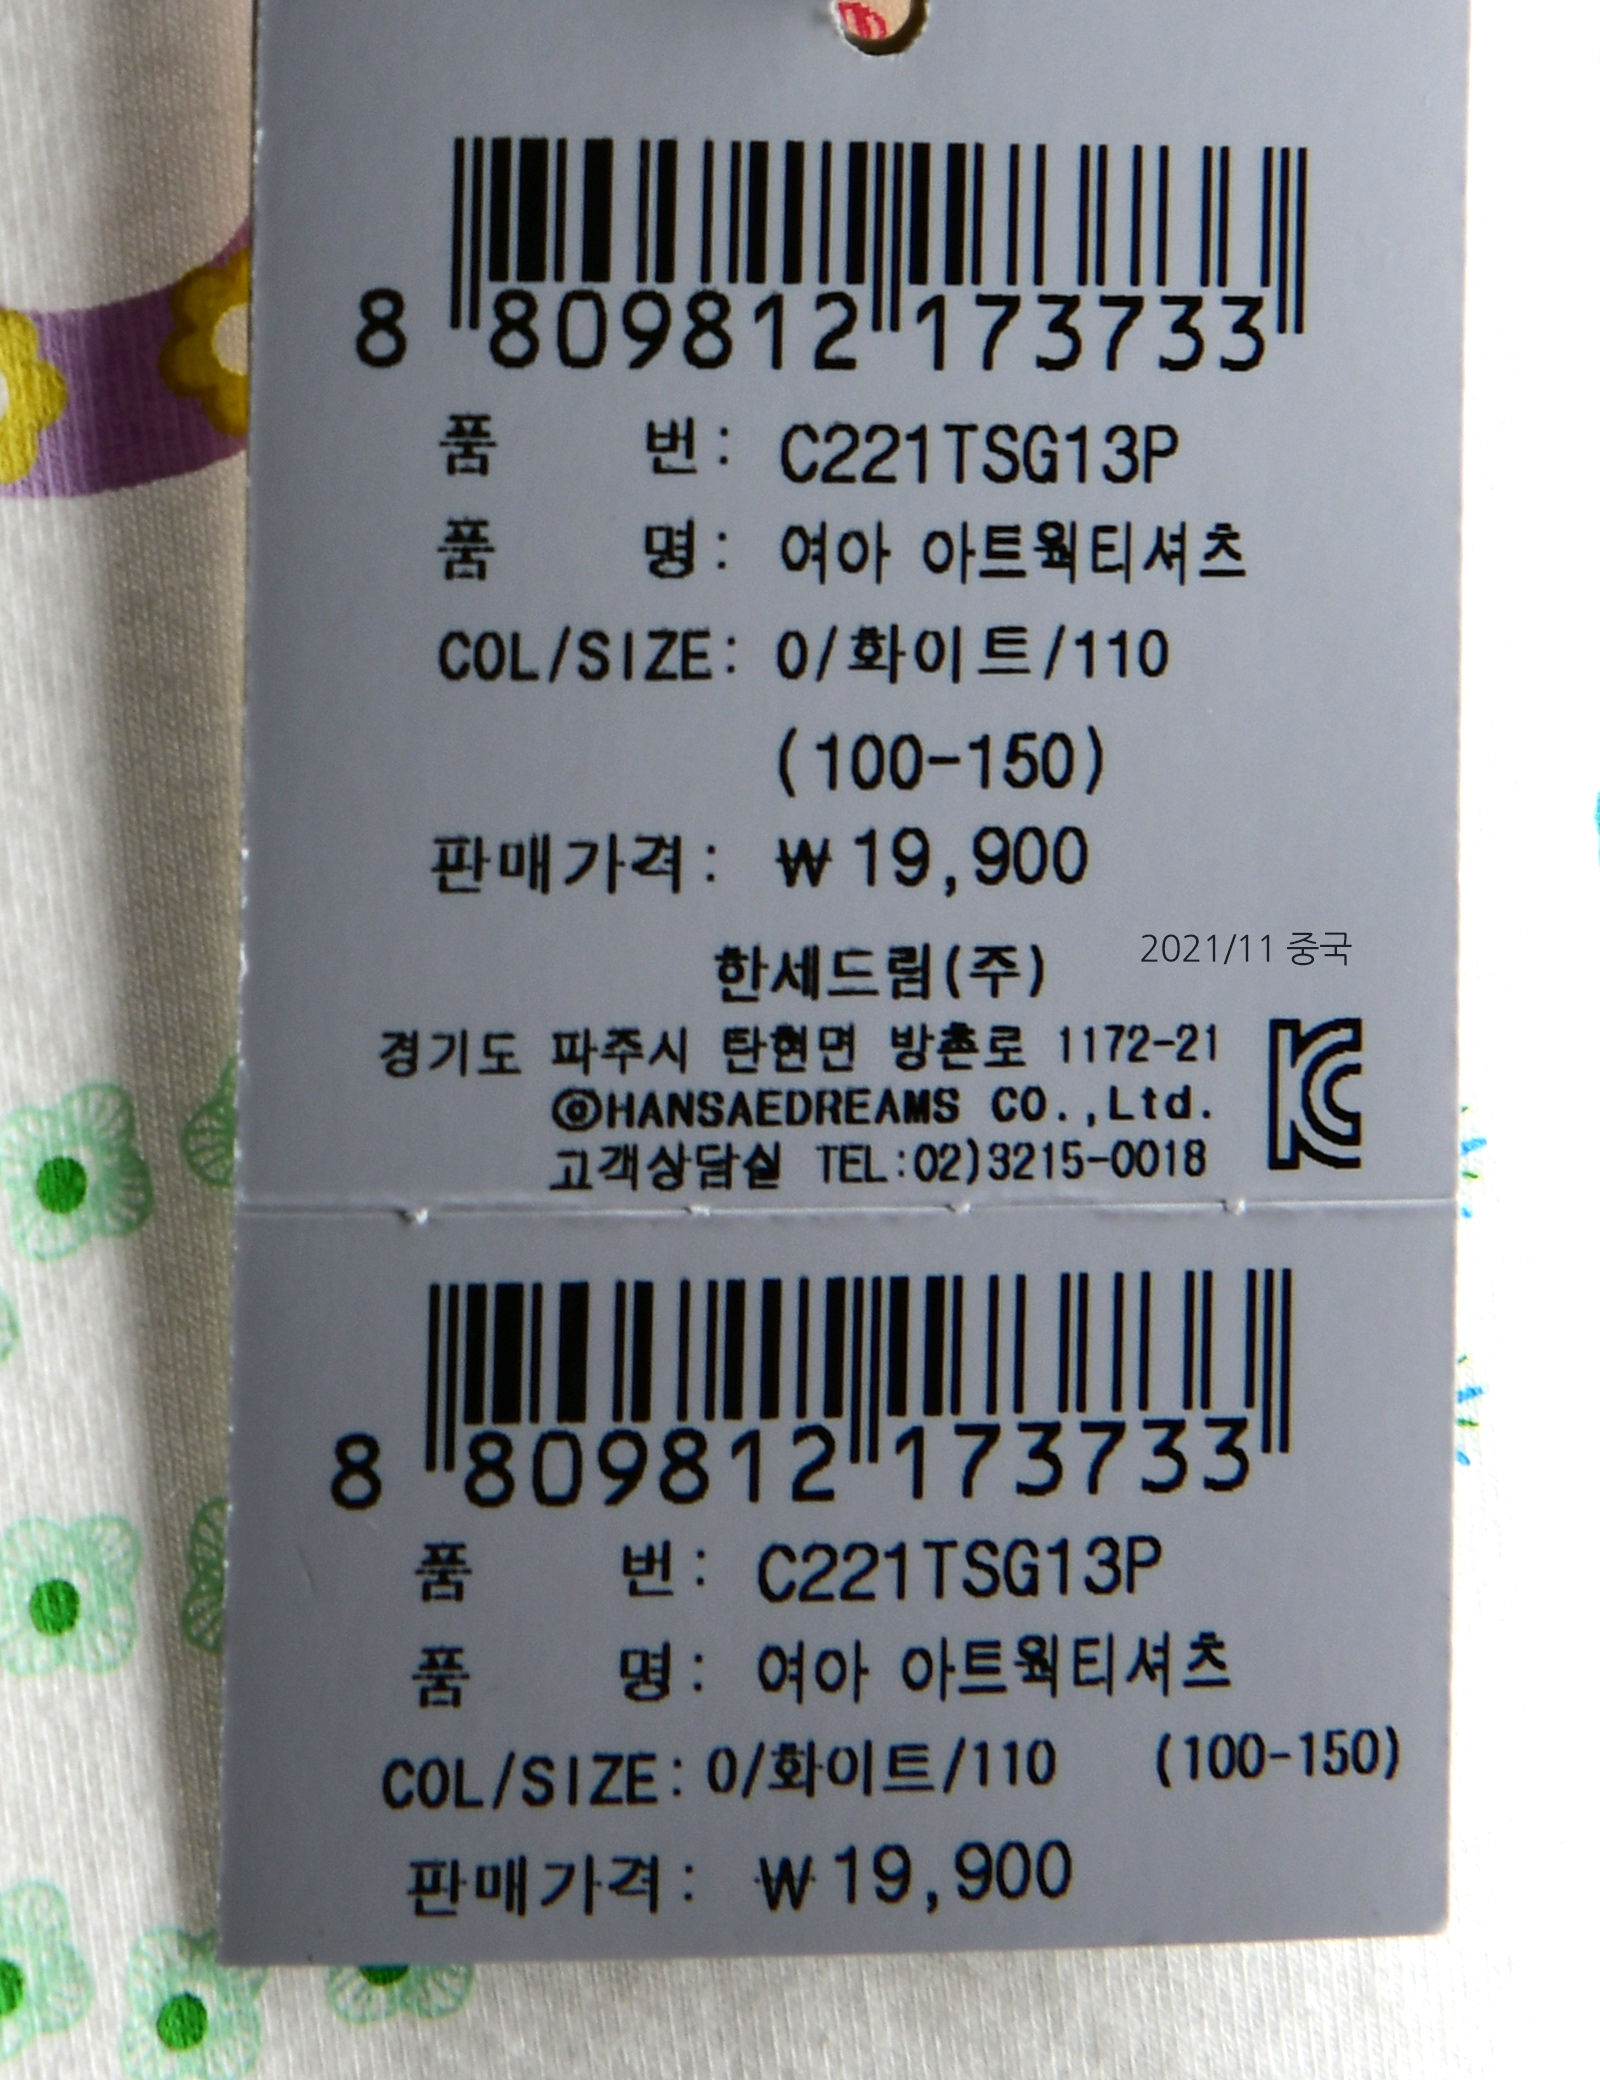 8 809812 173733
품 번: C221TSG13P
품 명: 여아 아트웍티셔츠
COL/SIZE: 0/화이트/110
(100-150)
판매가격: ₩19,900
한세드림(주) 2021/11 중국
경기도 파주시 탄현면 방촌로 1172-21
©HANSAEDREAMS CO.,Ltd.
고객상담실 TEL:02)3215-0018
8 809812 173733
품 번: C221TSG13P
품 명: 여아 아트웍티셔츠
COL/SIZE: 0/화이트/110 (100-150)
판매가격: ₩19,900